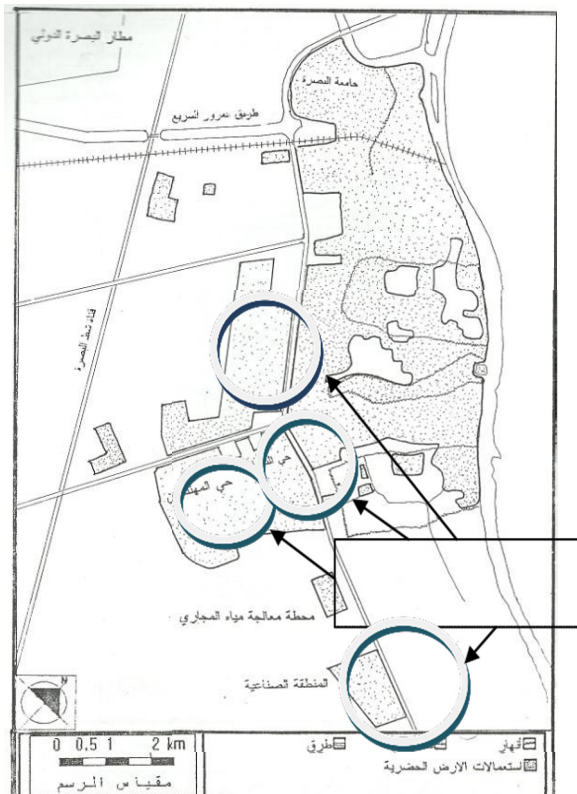 مطار البصرة الدولي
جامعة البصرة
طريق المرور السريع
قناة شط البصرة
حي
حي
محطة معالجة مياه المجاري
المنطقة الصناعية
N
0 0.5 1 2 km
مقياس الرسم
أنهار
طرق
استعمالات الارض الحضرية